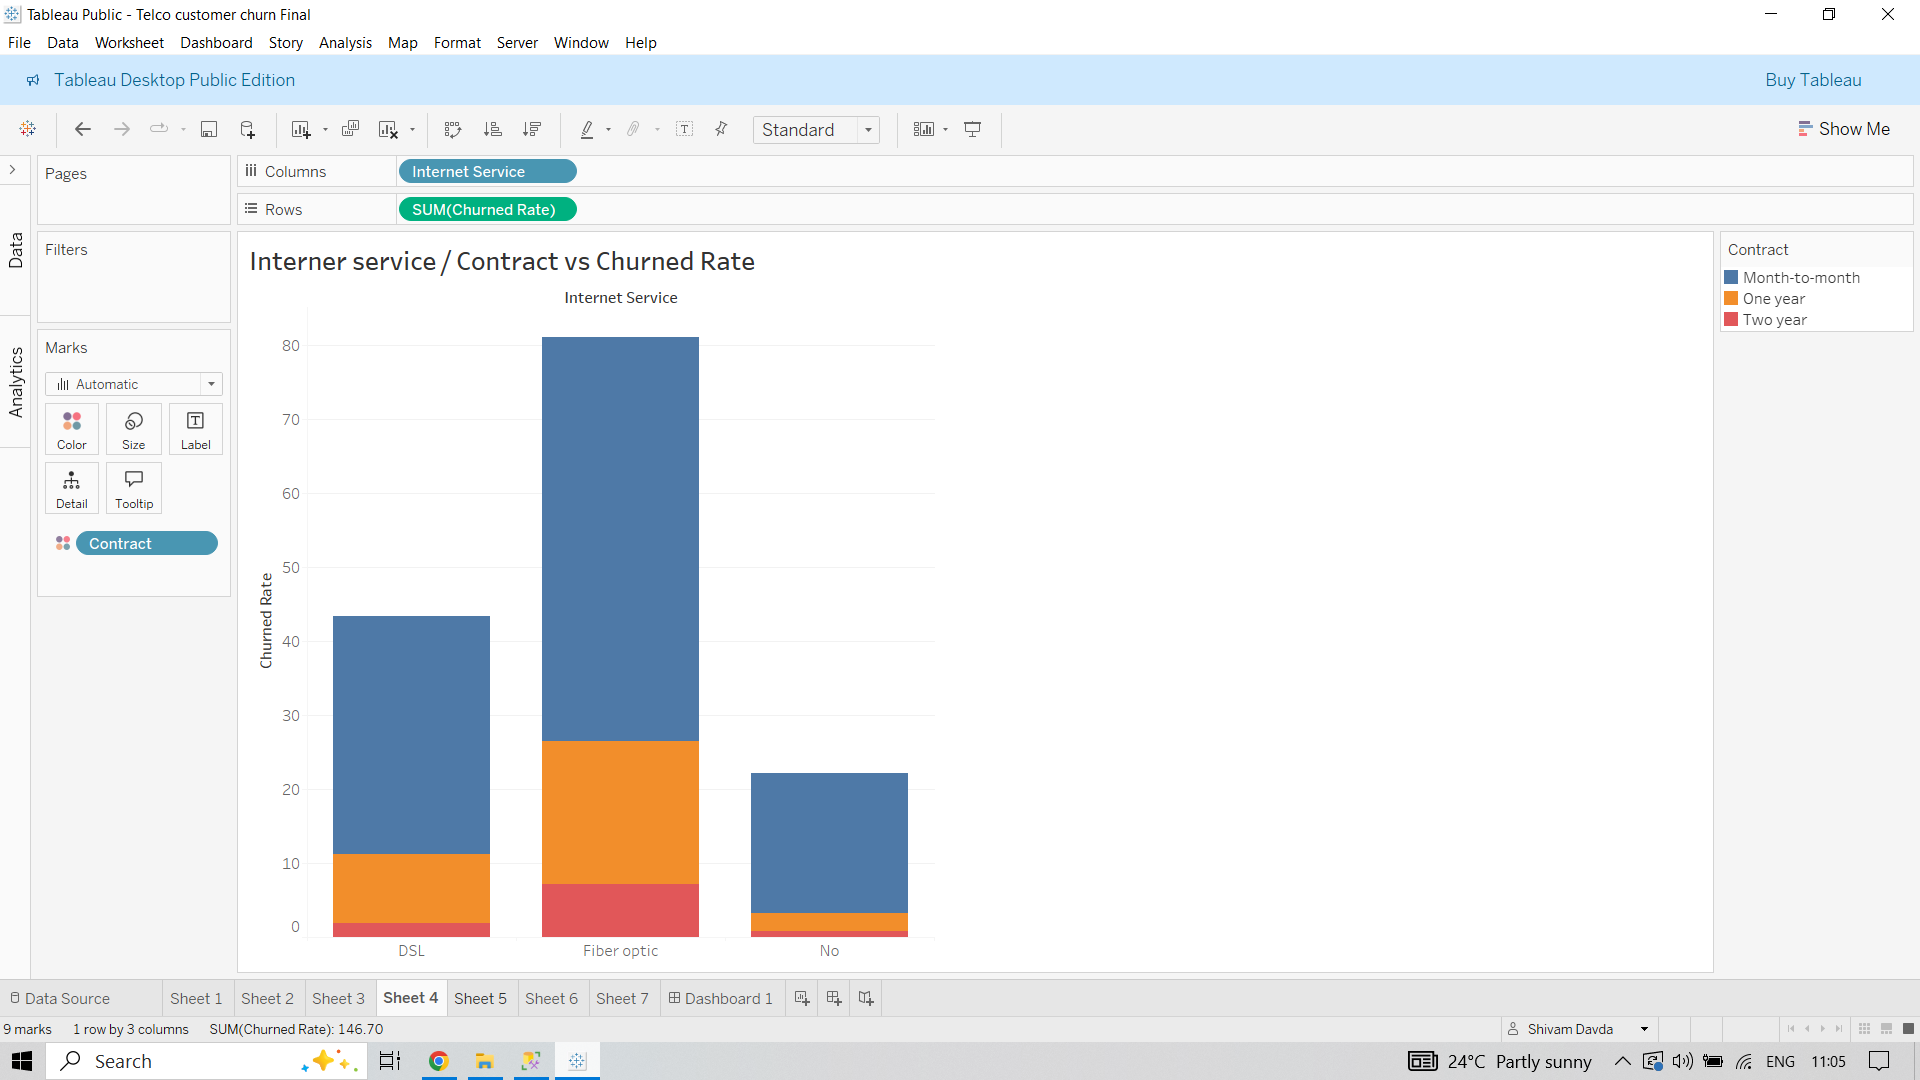 Tableau Public - Telco customer churn Final
File Data Worksheet Dashboard Story Analysis Map Format Server Window Help
Tableau Desktop Public Edition
Buy Tableau
Standard
Show Me
Pages
Columns
Internet Service
Rows
SUM(Churned Rate)
Data
Analytics
Filters
Marks
Automatic
Color Size Label
Detail Tooltip
Contract
Interner service / Contract vs Churned Rate
Internet Service
Churned Rate
80
70
60
50
40
30
20
10
0
DSL Fiber optic No
Contract
Month-to-month
One year
Two year
Data Source Sheet 1 Sheet 2 Sheet 3 Sheet 4 Sheet 5 Sheet 6 Sheet 7 Dashboard 1
9 marks 1 row by 3 columns SUM(Churned Rate): 146.70
Shivam Davda
Search
24°C Partly sunny
ENG 11:05